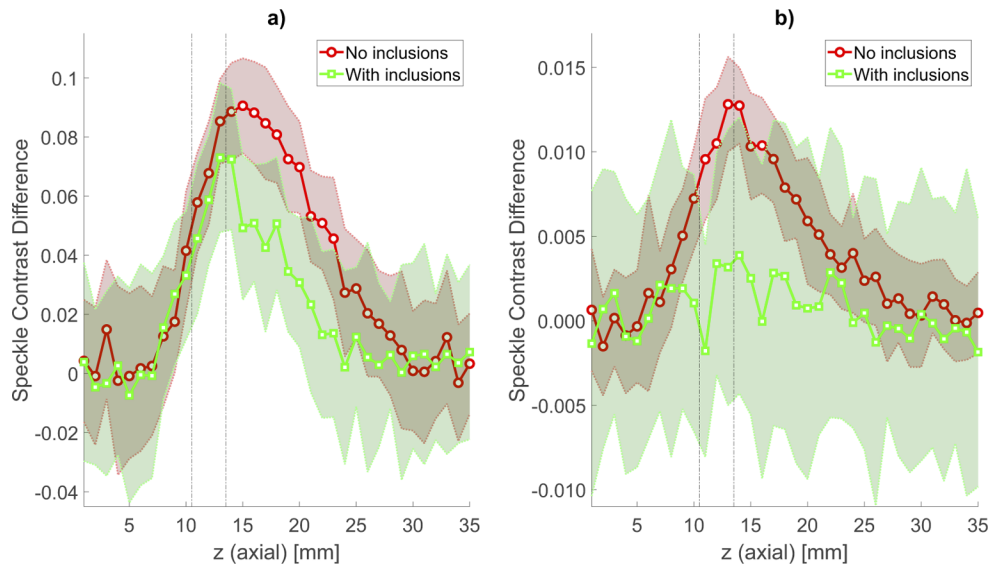 a)
Speckle Contrast Difference
0.1
0.08
0.06
0.04
0.02
0
-0.02
-0.04
No inclusions
With inclusions
5 10 15 20 25 30 35
z (axial) [mm]
b)
Speckle Contrast Difference
0.015
0.010
0.005
0.000
-0.005
-0.010
No inclusions
With inclusions
5 10 15 20 25 30 35
z (axial) [mm]